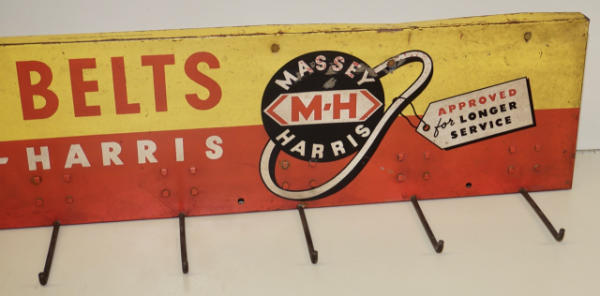 BELTS
-HARRIS
MASSEY
M-H
HARRIS
APPROVED
for LONGER
SERVICE